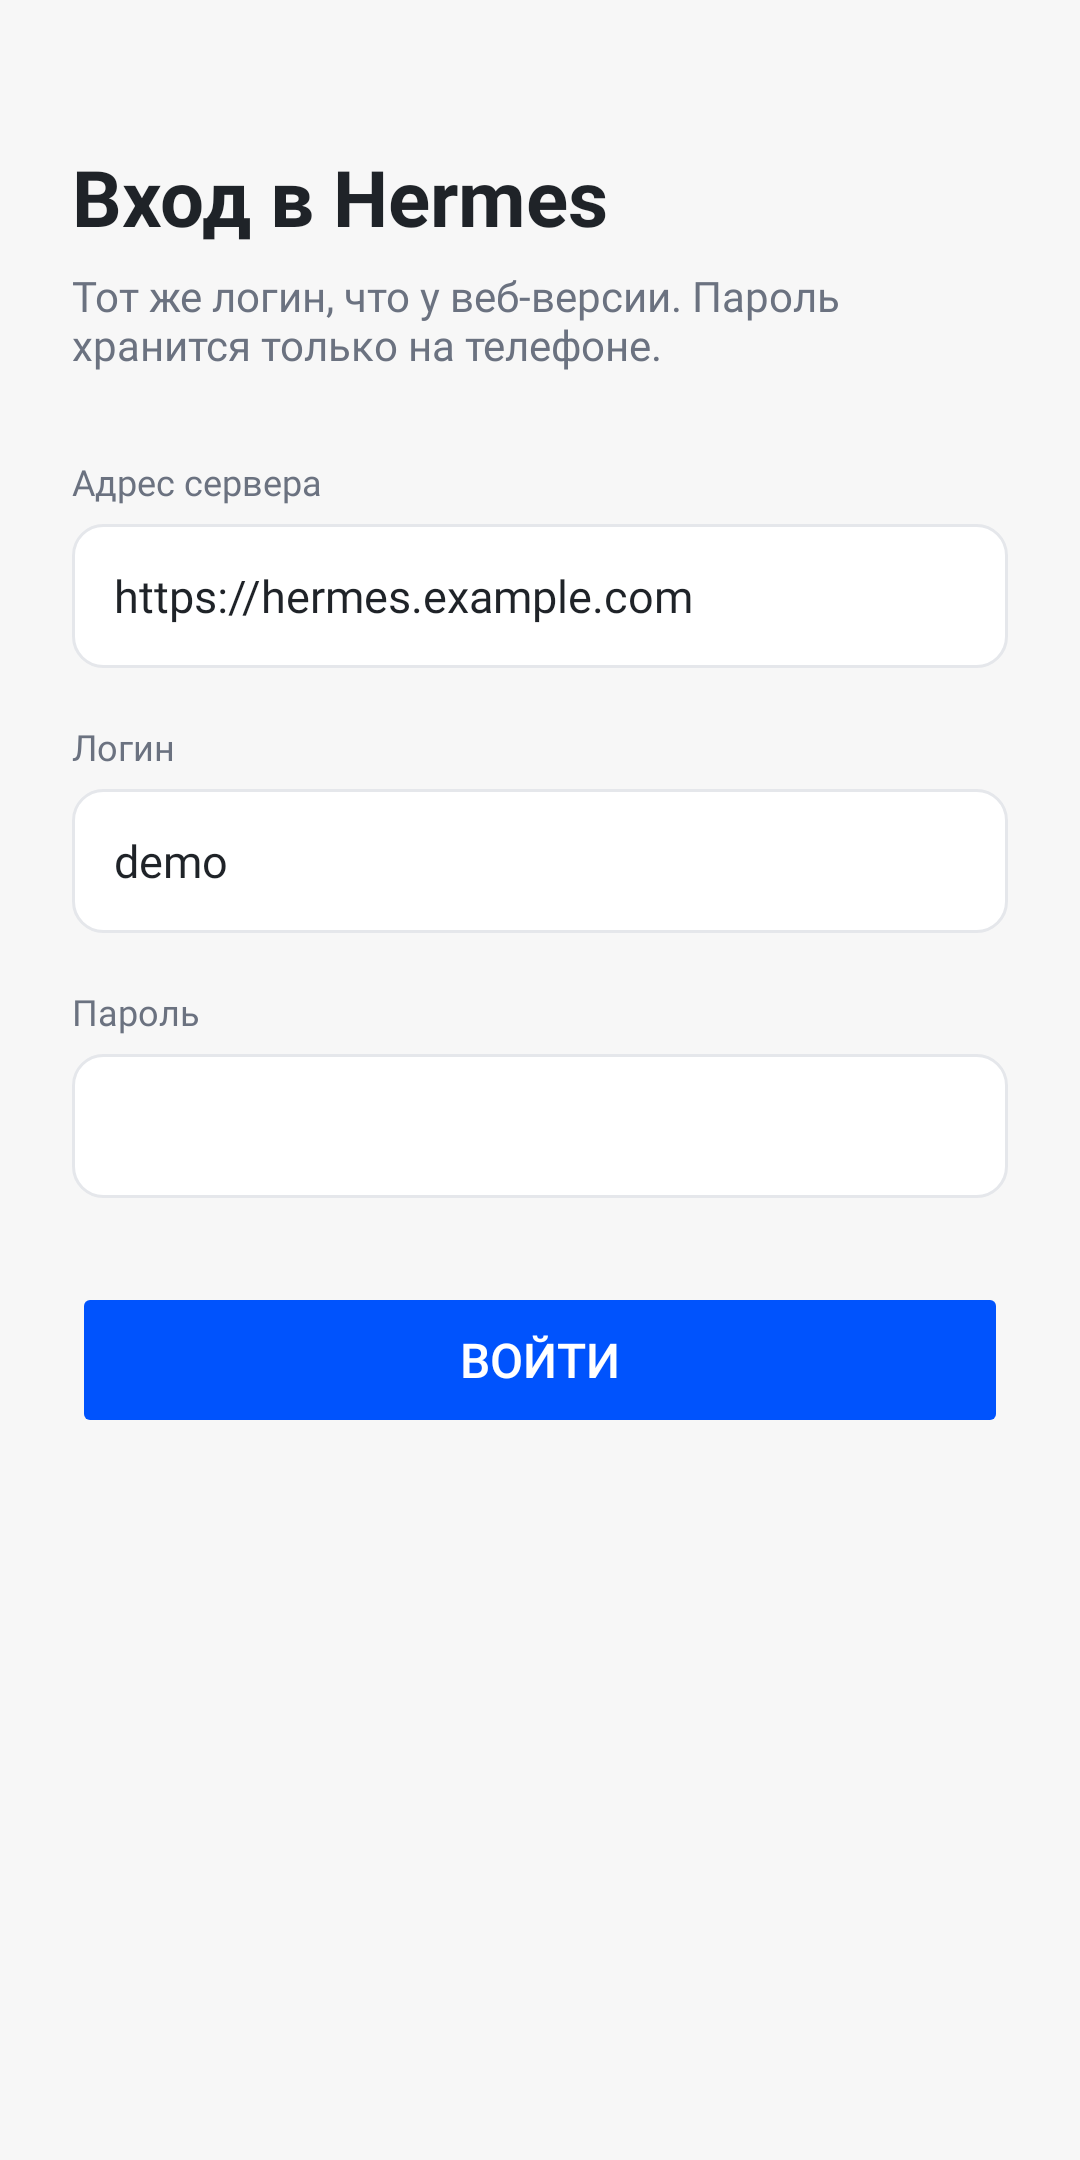 Вход в Hermes
Тот же логин, что у веб-версии. Пароль
хранится только на телефоне.
Адрес сервера
https://hermes.example.com
Логин
demo
Пароль
ВОЙТИ